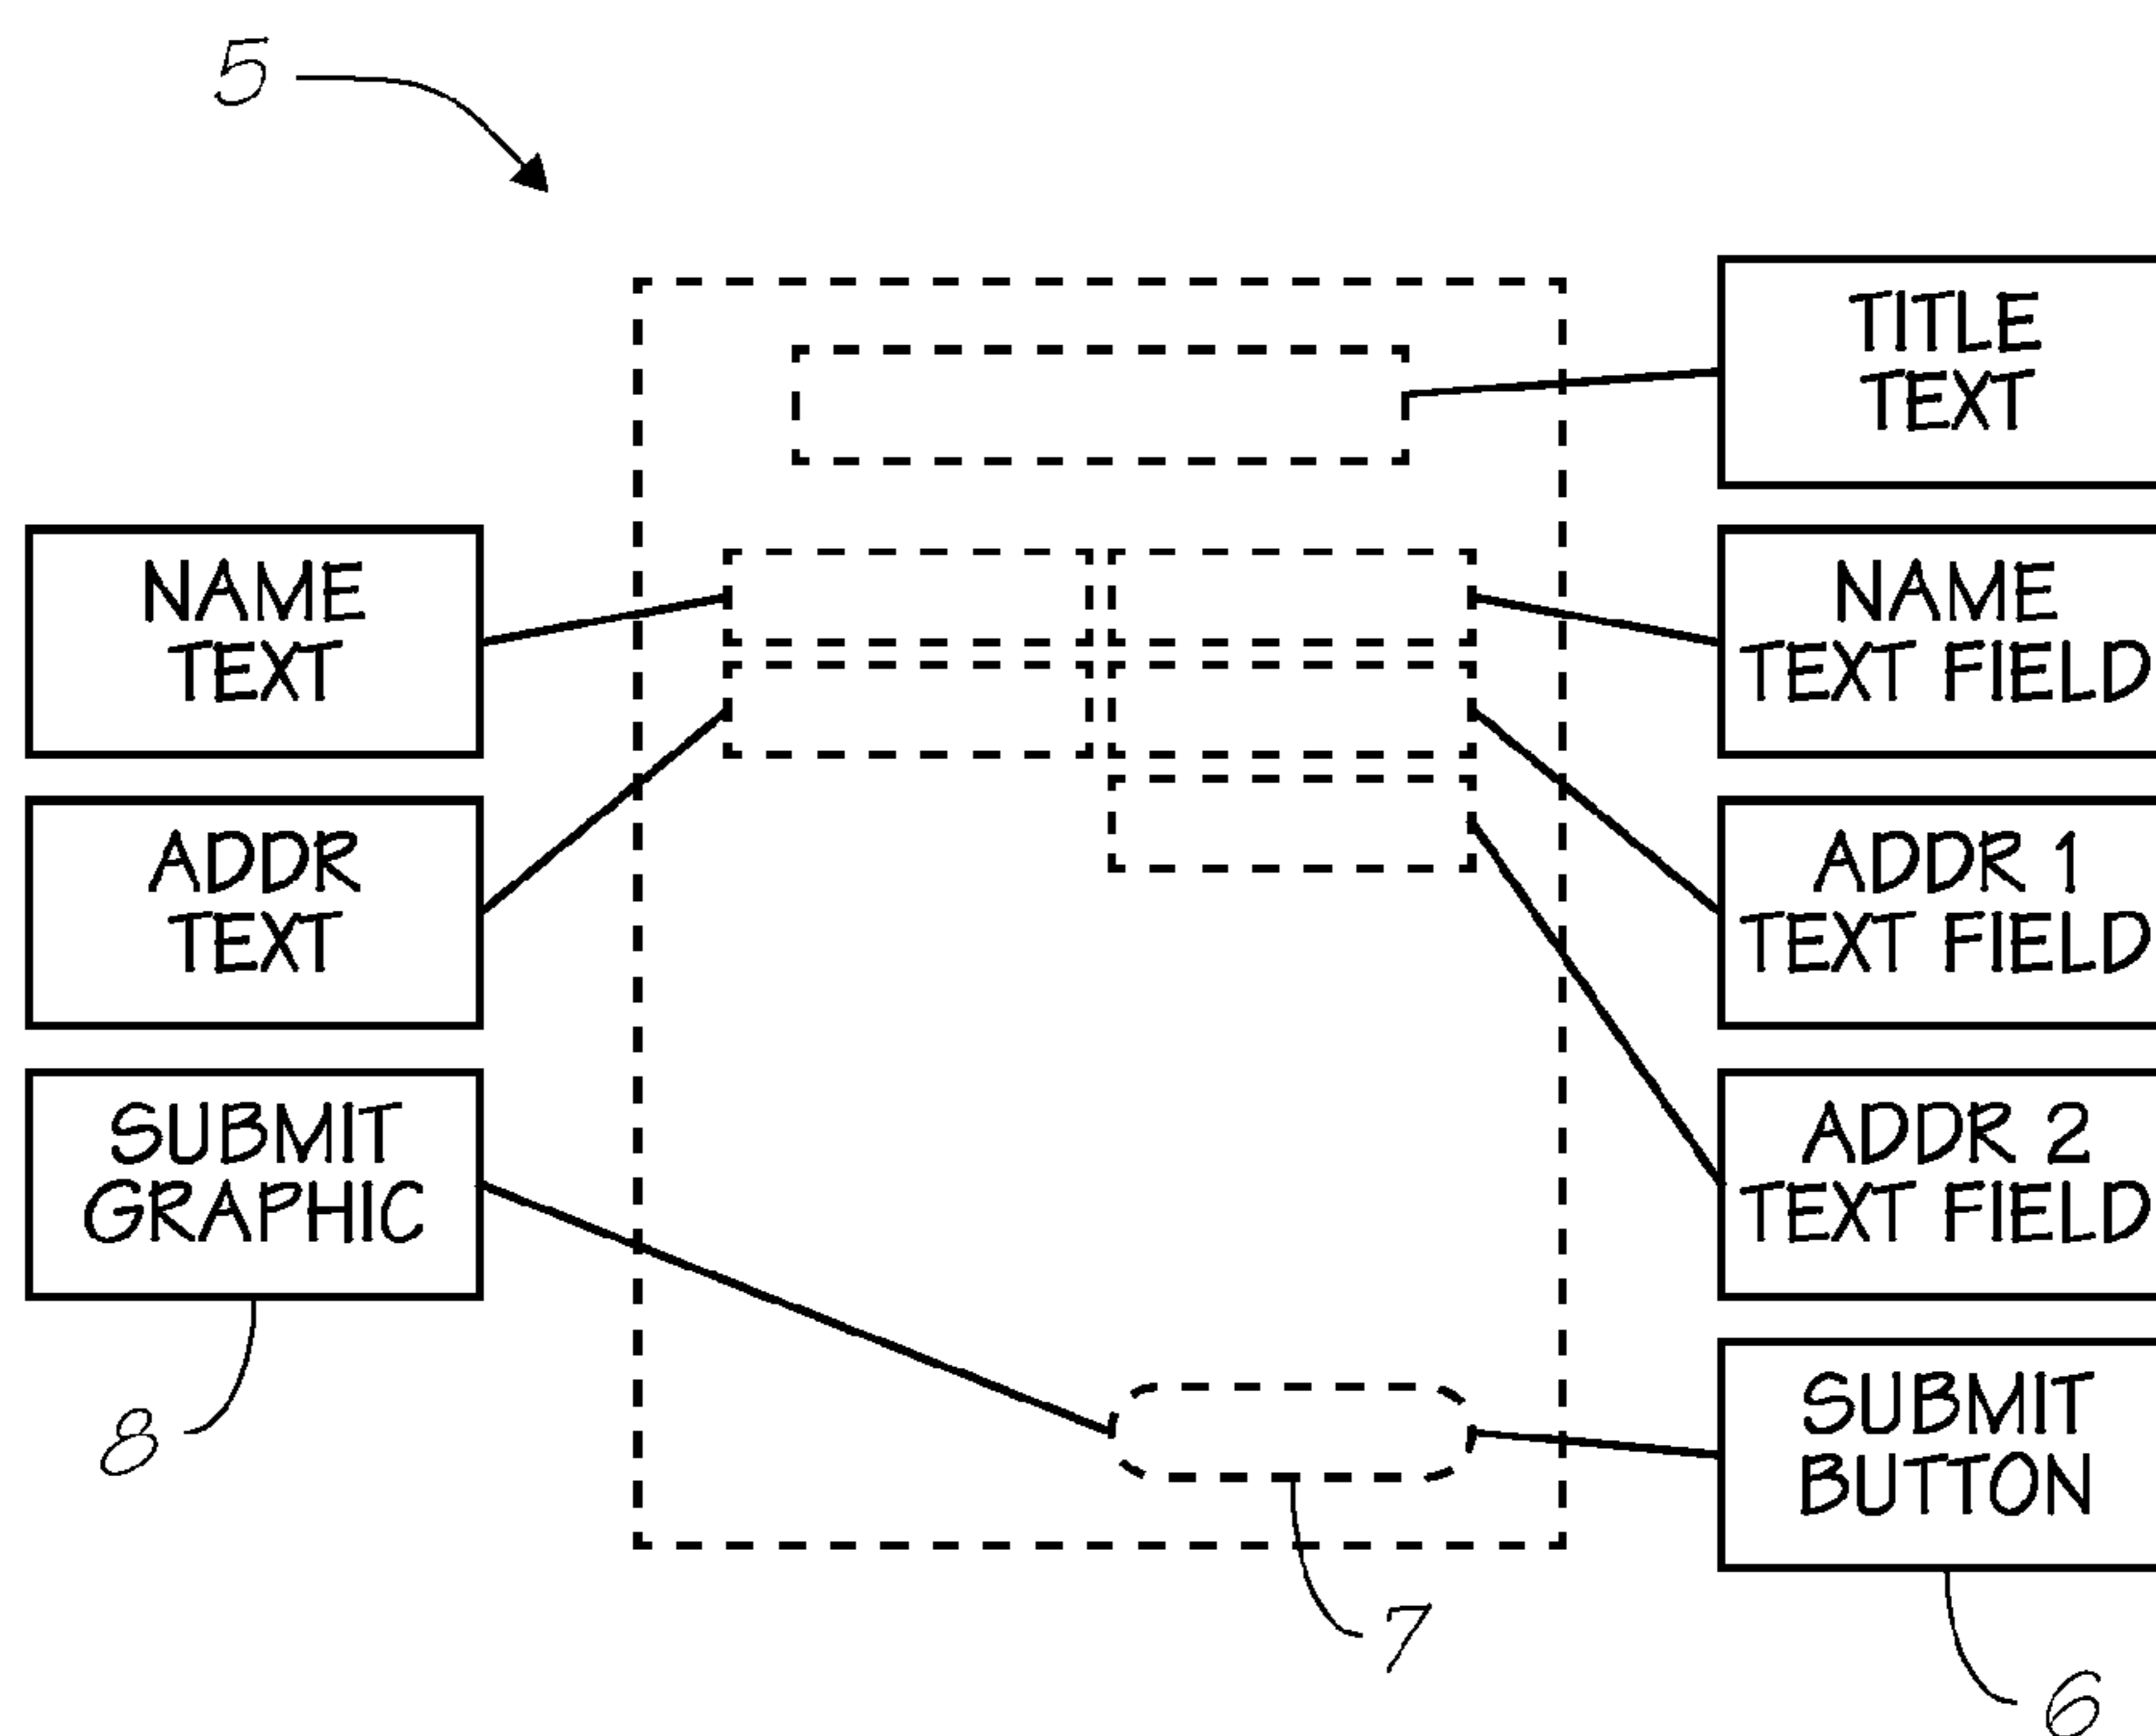 5
TITLE
TEXT
NAME
TEXT
NAME
TEXT FIELD
ADDR
TEXT
ADDR 1
TEXT FIELD
SUBMIT
GRAPHIC
ADDR 2
TEXT FIELD
SUBMIT
BUTTON
8
7
6